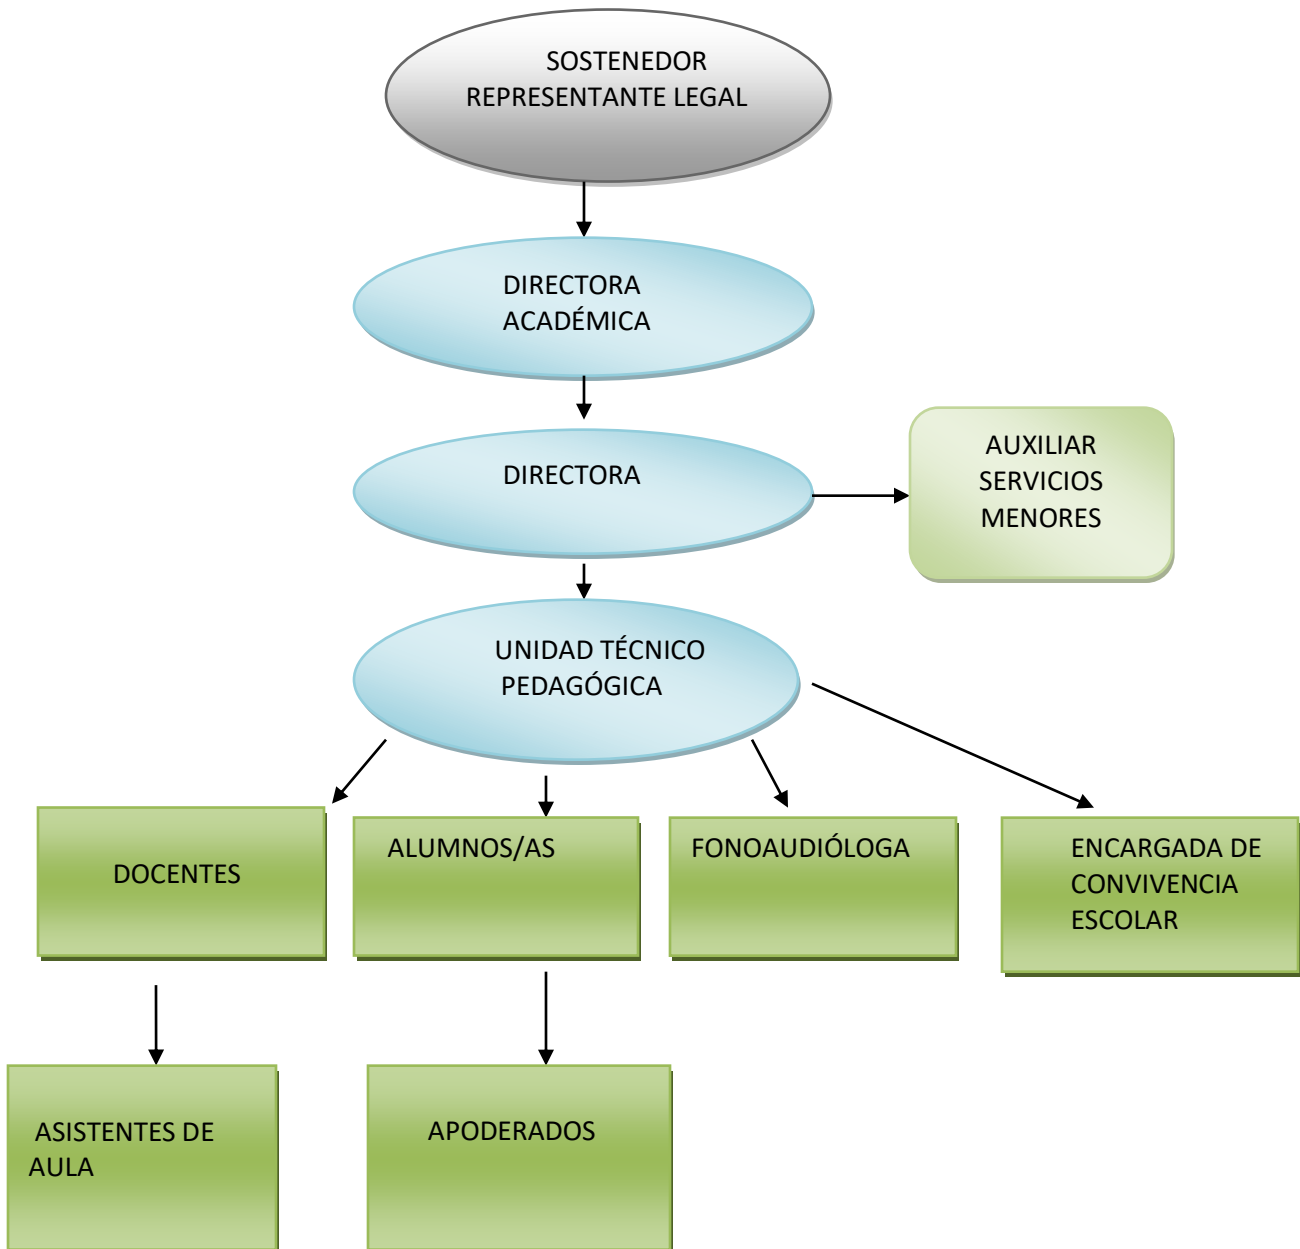 SOSTENEDOR
REPRESENTANTE LEGAL
DIRECTORA
ACADÉMICA
DIRECTORA
AUXILIAR
SERVICIOS
MENORES
UNIDAD TÉCNICO
PEDAGÓGICA
DOCENTES
ALUMNOS/AS
FONOAUDIÓLOGA
ENCARGADA DE
CONVIVENCIA
ESCOLAR
ASISTENTES DE
AULA
APODERADOS